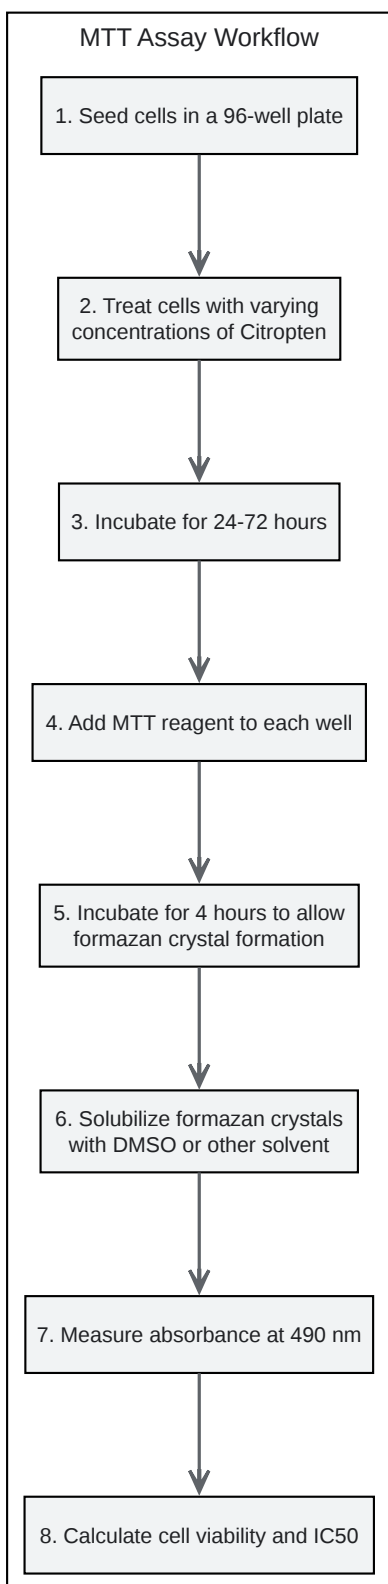 MTT Assay Workflow
1. Seed cells in a 96-well plate
2. Treat cells with varying
concentrations of Citropten
3. Incubate for 24-72 hours
4. Add MTT reagent to each well
5. Incubate for 4 hours to allow
formazan crystal formation
6. Solubilize formazan crystals
with DMSO or other solvent
7. Measure absorbance at 490 nm
8. Calculate cell viability and IC50